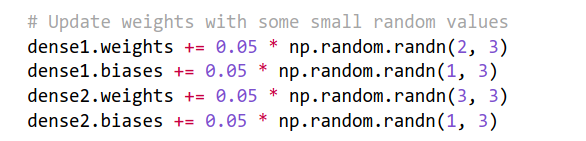 # Update weights with some small random values
dense1.weights += 0.05 * np.random.randn(2, 3)
dense1.biases += 0.05 * np.random.randn(1, 3)
dense2.weights += 0.05 * np.random.randn(3, 3)
dense2.biases += 0.05 * np.random.randn(1, 3)